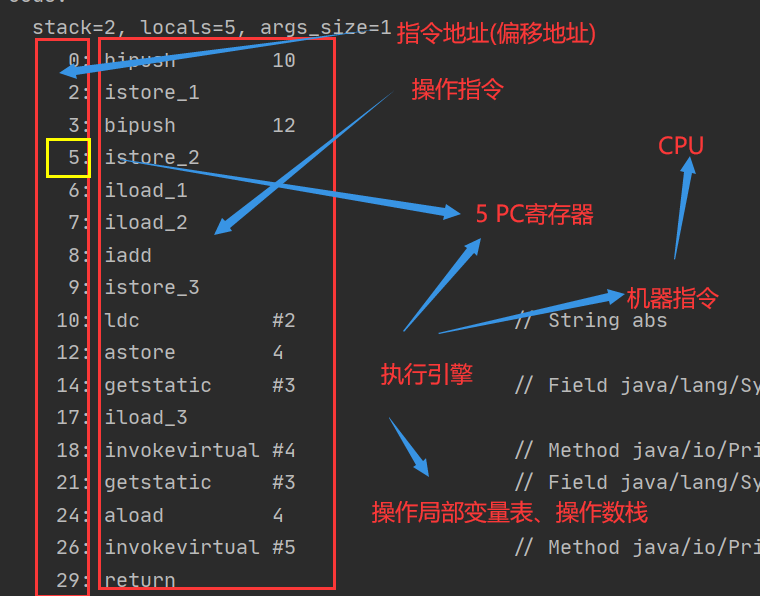 stack=2, locals=5, args_size=1
指令地址(偏移地址)
0: bipush 10
操作指令
2: istore_1
3: bipush 12
CPU
5: istore_2
6: iload_1
5 PC寄存器
7: iload_2
8: iadd
9: istore_3
机器指令
10: ldc #2 // String abs
12: astore 4
执行引擎
14: getstatic #3 // Field java/lang/Sy
17: iload_3
18: invokevirtual #4 // Method java/io/Pri
21: getstatic #3 // Field java/lang/Sy
操作局部变量表、操作数栈
24: aload 4
26: invokevirtual #5 // Method java/io/Pri
29: return